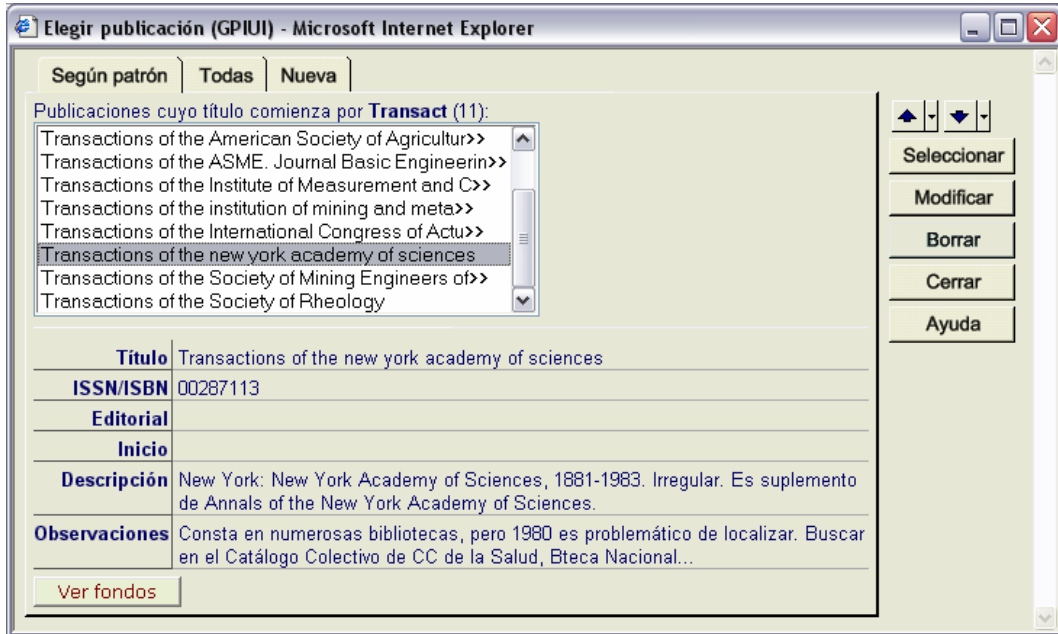 Elegir publicación (GPIUI) - Microsoft Internet Explorer
Según patrón Todas Nueva
Publicaciones cuyo título comienza por Transact (11):
Transactions of the American Society of Agricultur>>
Transactions of the ASME. Journal Basic Engineerin>>
Transactions of the Institute of Measurement and C>>
Transactions of the institution of mining and meta>>
Transactions of the International Congress of Actu>>
Transactions of the new york academy of sciences
Transactions of the Society of Mining Engineers of>>
Transactions of the Society of Rheology
Seleccionar
Modificar
Borrar
Cerrar
Ayuda
Título Transactions of the new york academy of sciences
ISSN/ISBN 00287113
Editorial
Inicio
Descripción New York: New York Academy of Sciences, 1881-1983. Irregular. Es suplemento
de Annals of the New York Academy of Sciences.
Observaciones Consta en numerosas bibliotecas, pero 1980 es problemático de localizar. Buscar
en el Catálogo Colectivo de CC de la Salud, Bteca Nacional...
Ver fondos